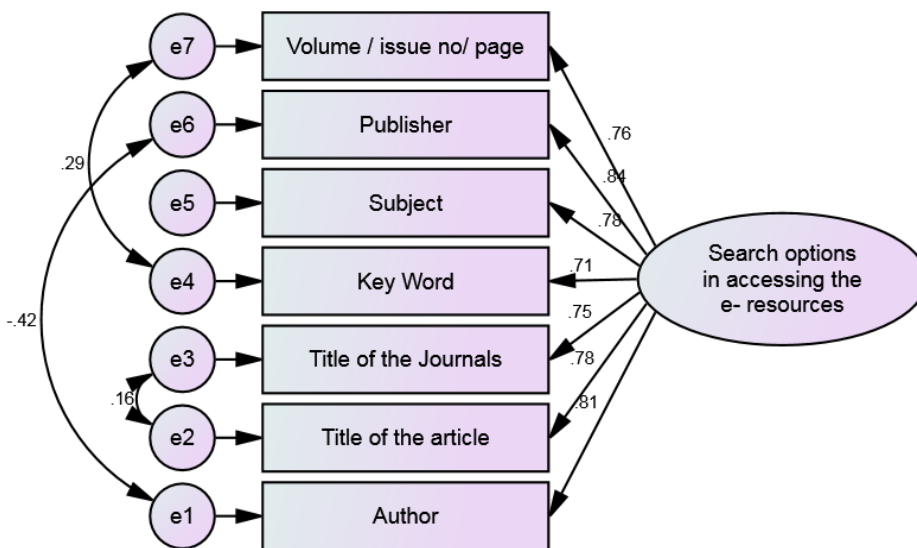 e7
Volume / issue no/ page
.76
e6
Publisher
.84
.29
e5
Subject
.78
Search options
in accessing the
e- resources
e4
Key Word
.71
-.42
e3
Title of the Journals
.75
.16
.78
e2
Title of the article
.81
e1
Author